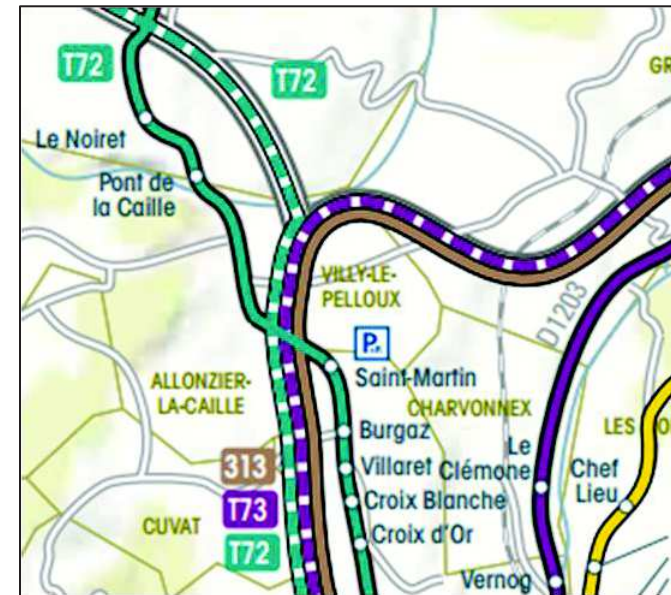 T72
T72
GR
Le Noiret
Pont de
la Caille
VILLY-LE-
PELLOUX
D1203
P+R
ALLONZIER-
LA-CAILLE
Saint-Martin
CHARVONNEX
Burgaz
LES O
Le
Clémone
Chef
Lieu
313
Villaret
T73
Croix Blanche
CUVAT
T72
Croix d'Or
Vernog